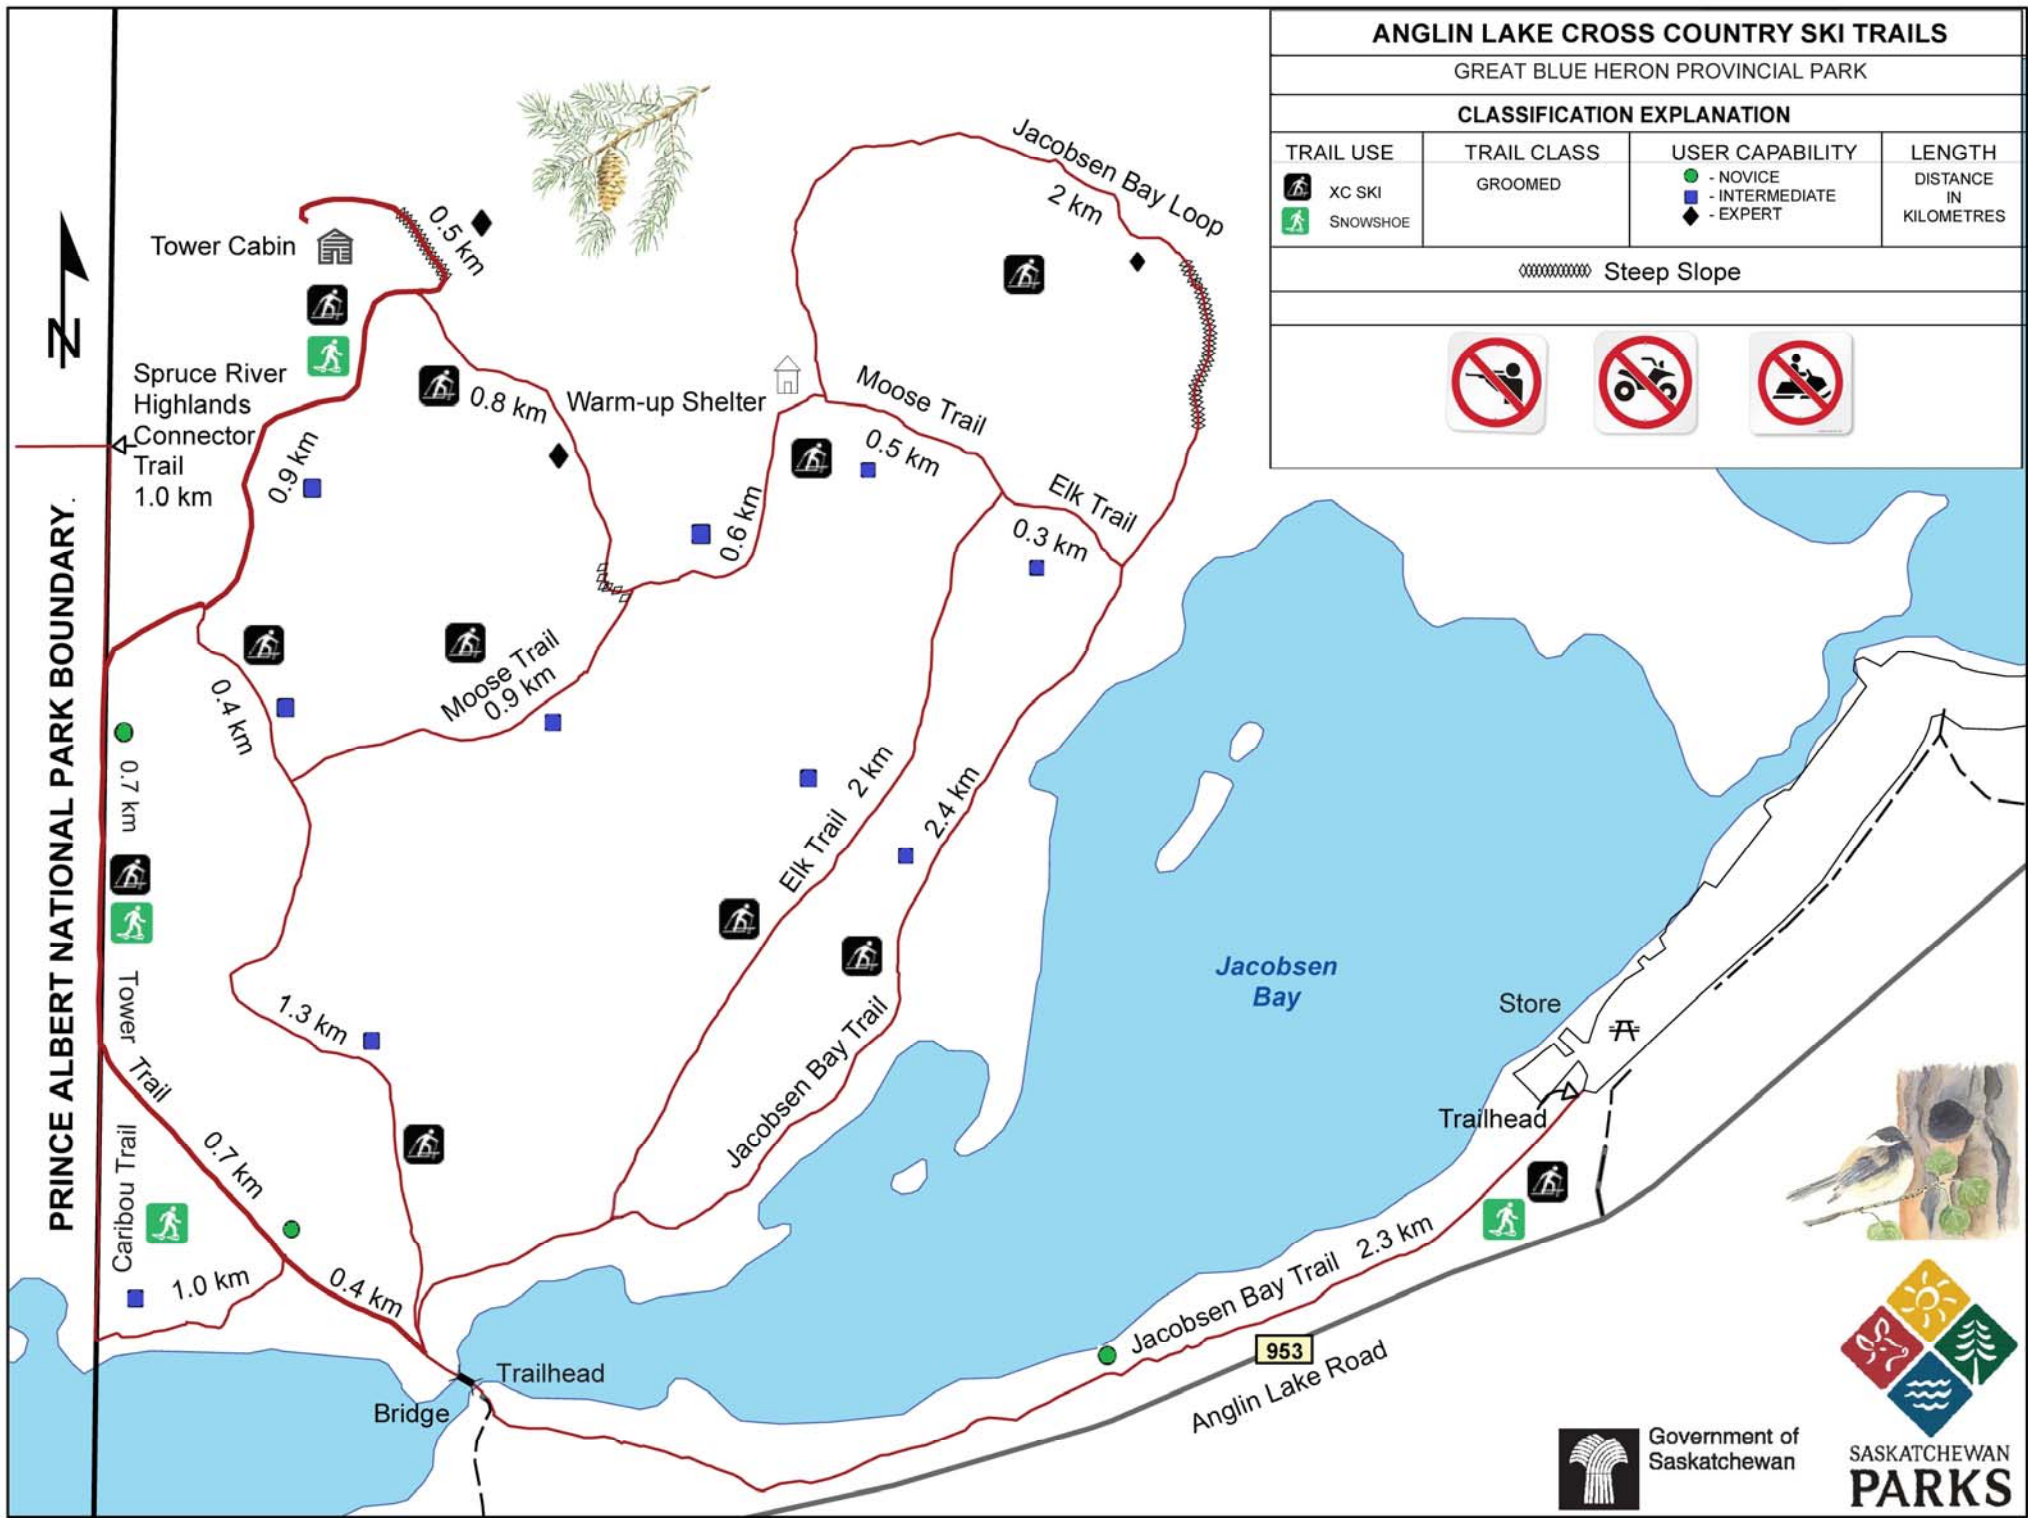 ANGLIN LAKE CROSS COUNTRY SKI TRAILS
GREAT BLUE HERON PROVINCIAL PARK
CLASSIFICATION EXPLANATION
TRAIL USE
XC SKI
SNOWSHOE
TRAIL CLASS
GROOMED
USER CAPABILITY
- NOVICE
- INTERMEDIATE
- EXPERT
LENGTH
DISTANCE
IN
KILOMETRES
Steep Slope
Jacobsen Bay Loop
2 km
0.5 km
Tower Cabin
N
Spruce River
Highlands
Connector
Trail
1.0 km
0.9 km
0.8 km
Warm-up Shelter
Moose Trail
0.5 km
Elk Trail
0.3 km
0.6 km
PRINCE ALBERT NATIONAL PARK BOUNDARY.
0.4 km
Moose Trail
0.9 km
0.7 km
Elk Trail 2 km
2.4 km
Tower
Trail
1.3 km
Jacobsen Bay Trail
Jacobsen
Bay
Store
Trailhead
Caribou Trail
0.7 km
1.0 km
0.4 km
Jacobsen Bay Trail 2.3 km
953
Anglin Lake Road
Trailhead
Bridge
Government of
Saskatchewan
SASKATCHEWAN
PARKS